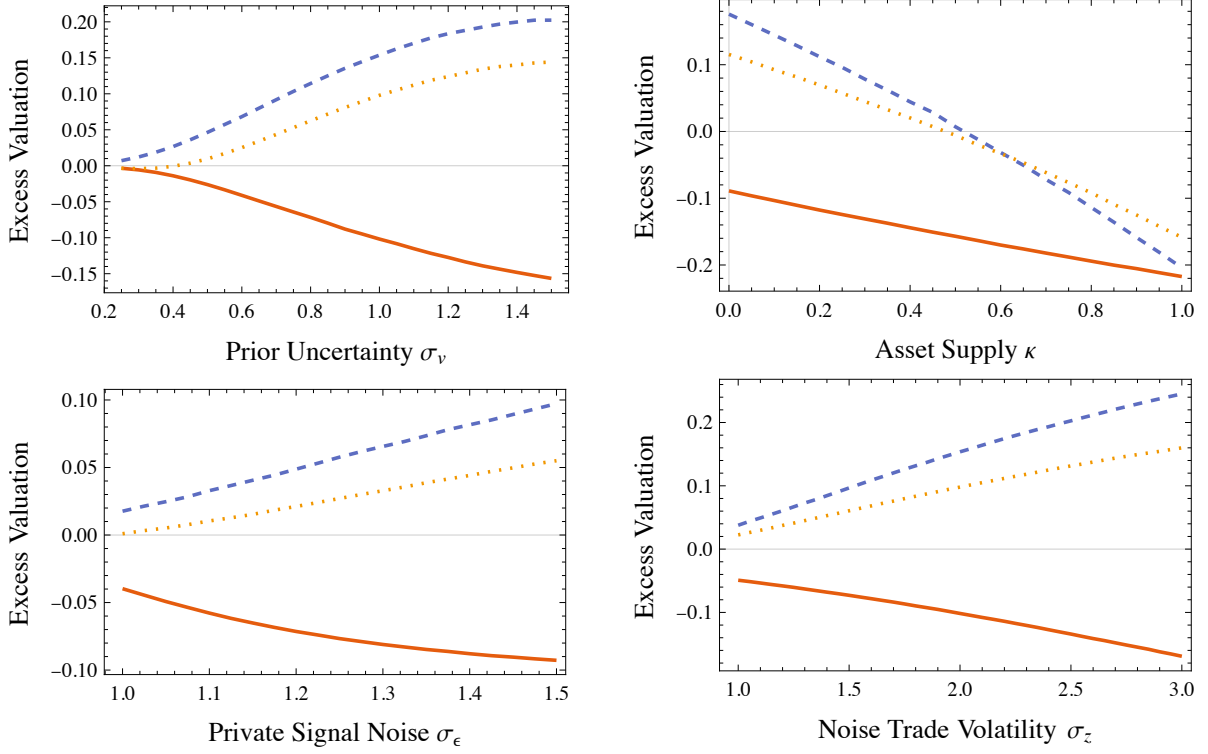 Excess Valuation
0.20
0.15
0.10
0.05
0.00
−0.05
−0.10
−0.15
0.2 0.4 0.6 0.8 1.0 1.2 1.4
Prior Uncertainty σᵥ
Excess Valuation
0.1
0.0
−0.1
−0.2
0.0 0.2 0.4 0.6 0.8 1.0
Asset Supply κ
Excess Valuation
0.10
0.05
0.00
−0.05
−0.10
1.0 1.1 1.2 1.3 1.4 1.5
Private Signal Noise σ_ϵ
Excess Valuation
0.2
0.1
0.0
−0.1
1.0 1.5 2.0 2.5 3.0
Noise Trade Volatility σ_z